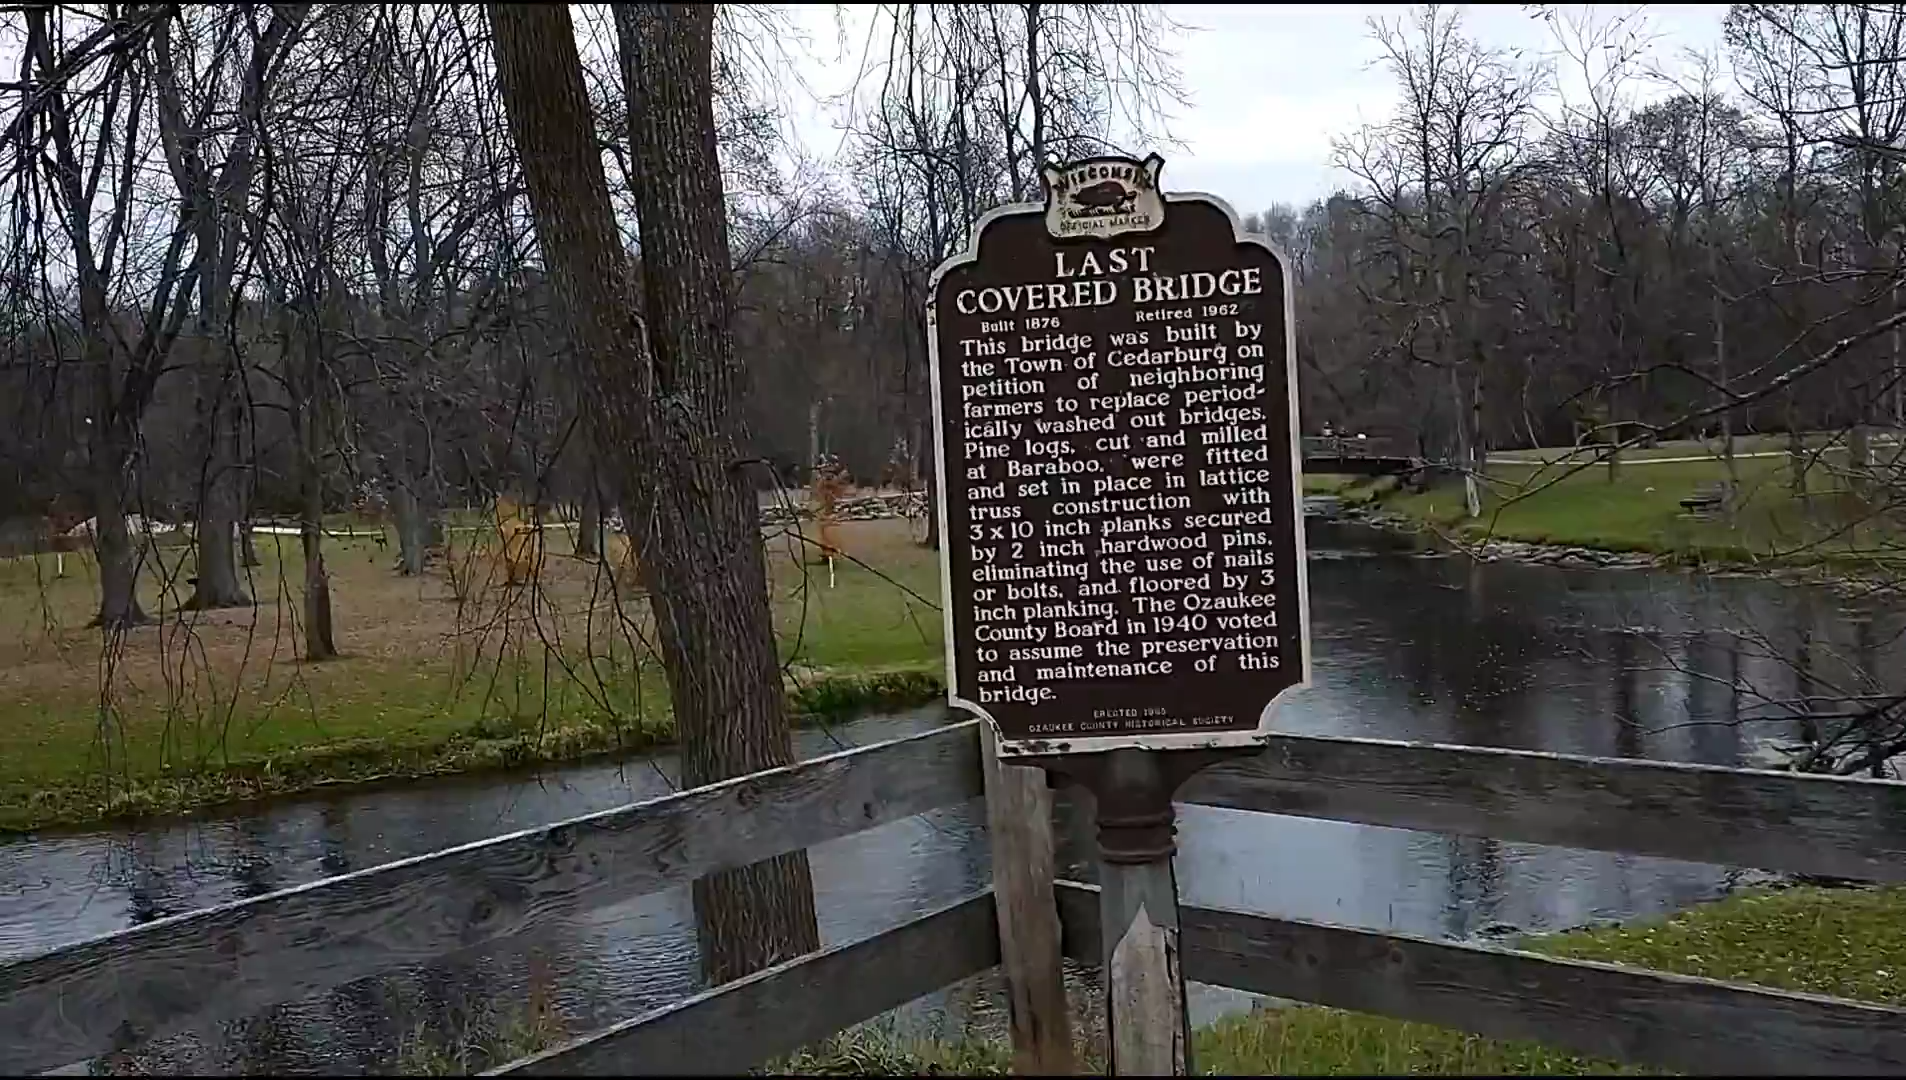 WISCONSIN
OFFICIAL MARKER
LAST
COVERED BRIDGE
Built 1876 Retired 1962
This bridge was built by
the Town of Cedarburg on
petition of neighboring
farmers to replace period-
ically washed out bridges.
Pine logs, cut and milled
at Baraboo, were fitted
and set in place in lattice
truss construction with
3 x 10 inch planks secured
by 2 inch hardwood pins,
eliminating the use of nails
or bolts, and floored by 3
inch planking. The Ozaukee
County Board in 1940 voted
to assume the preservation
and maintenance of this
bridge.
ERECTED 1965
OZAUKEE COUNTY HISTORICAL SOCIETY